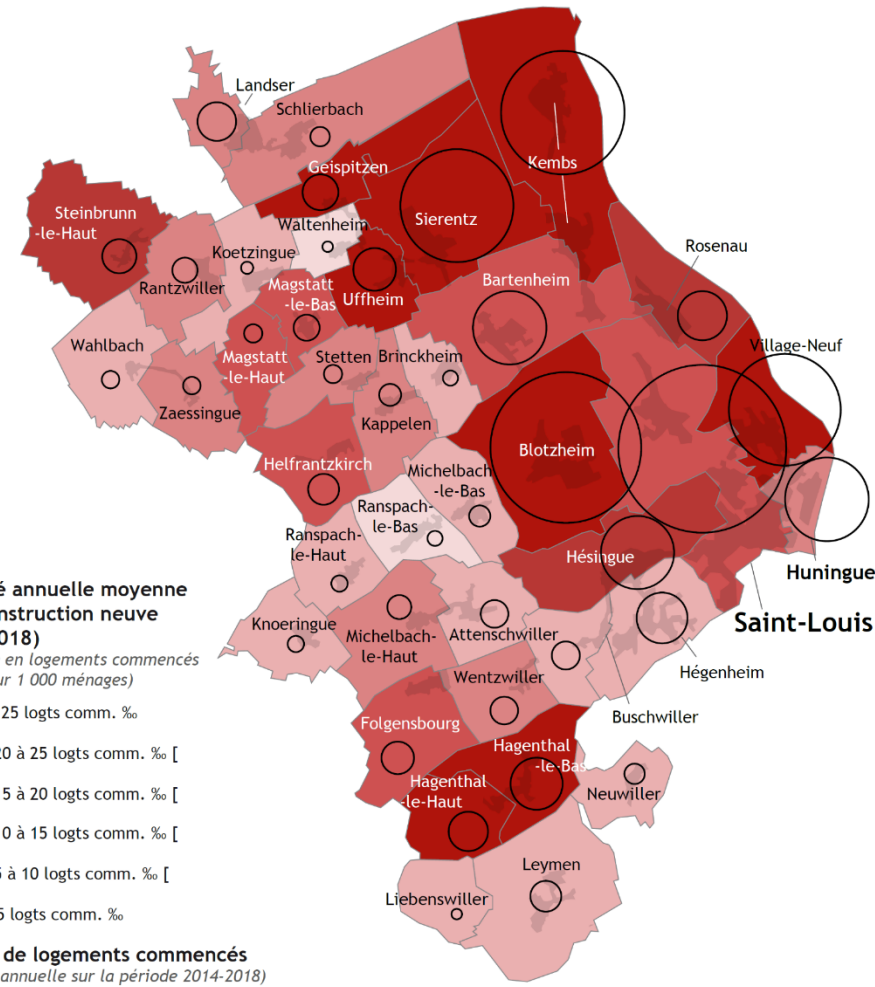 Landser
Schlierbach
Geispitzen
Kembs
Steinbrunn
-le-Haut
Waltenheim
Sierentz
Koetzingue
Rosenau
Rantzwiller
Magstatt
-le-Bas
Uffheim
Bartenheim
Wahlbach
Magstatt
-le-Haut
Stetten
Brinckheim
Village-Neuf
Zaessingue
Kappelen
Blotzheim
Helfrantzkirch
Michelbach
-le-Bas
Ranspach-
le-Bas
Ranspach-
le-Haut
Hésingue
Huningue
Saint-Louis
Knoeringue
Michelbach-
le-Haut
Attenschwiller
Hégenheim
Wentzwiller
Buschwiller
Folgensbourg
Hagenthal
-le-Bas
Hagenthal
-le-Haut
Neuwiller
Leymen
Liebenswiller
é annuelle moyenne
nstruction neuve
018)
en logements commencés
ur 1 000 ménages)
25 logts comm. ‰
20 à 25 logts comm. ‰ [
5 à 20 logts comm. ‰ [
0 à 15 logts comm. ‰ [
à 10 logts comm. ‰ [
5 logts comm. ‰
de logements commencés
annuelle sur la période 2014-2018)